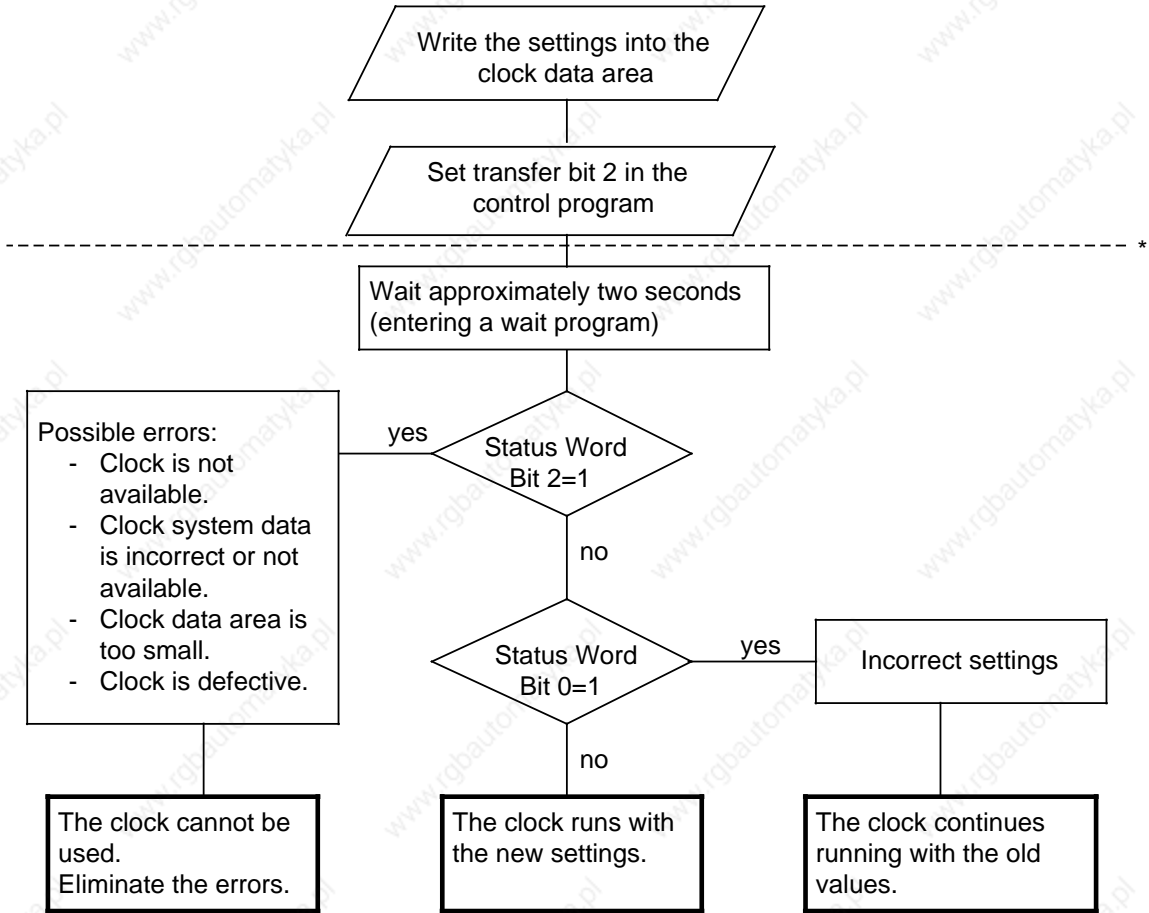 Write the settings into the
clock data area
Set transfer bit 2 in the
control program
*
Wait approximately two seconds
(entering a wait program)
Possible errors:
- Clock is not
available.
- Clock system data
is incorrect or not
available.
- Clock data area is
too small.
- Clock is defective.
yes
Status Word
Bit 2=1
no
Status Word
Bit 0=1
yes
Incorrect settings
no
The clock cannot be
used.
Eliminate the errors.
The clock runs with
the new settings.
The clock continues
running with the old
values.
www.rgbautomatyka.pl